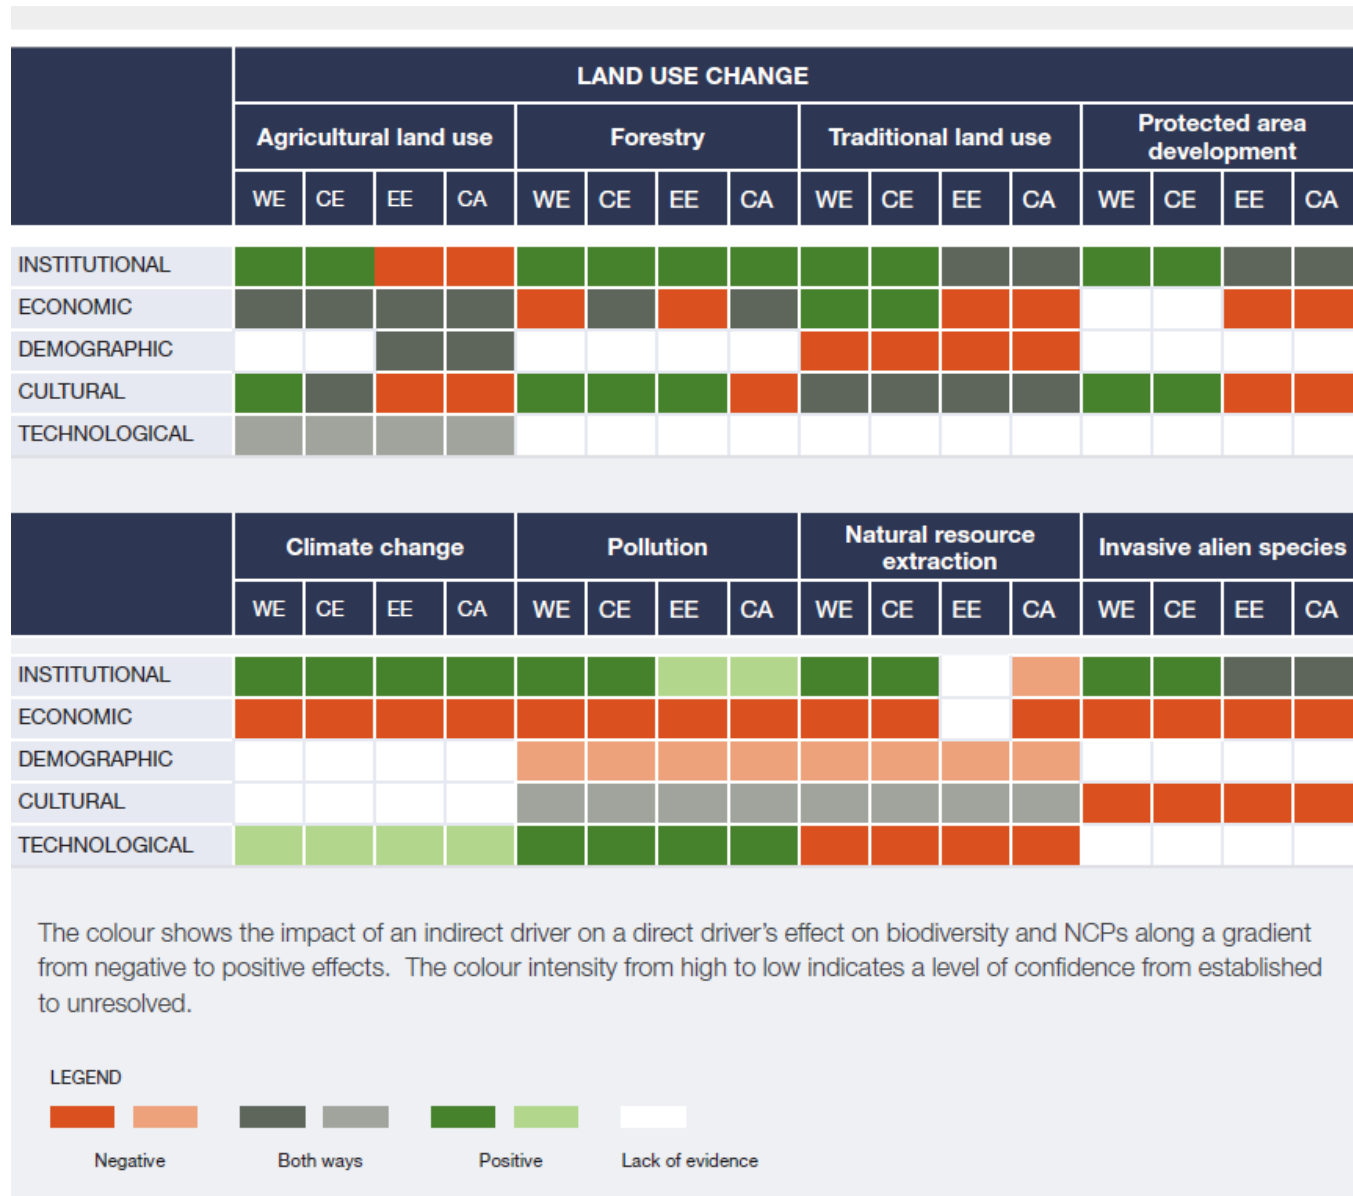 LAND USE CHANGE
Agricultural land use Forestry Traditional land use Protected area development
WE CE EE CA WE CE EE CA WE CE EE CA WE CE EE CA
INSTITUTIONAL
ECONOMIC
DEMOGRAPHIC
CULTURAL
TECHNOLOGICAL
Climate change Pollution Natural resource extraction Invasive alien species
WE CE EE CA WE CE EE CA WE CE EE CA WE CE EE CA
INSTITUTIONAL
ECONOMIC
DEMOGRAPHIC
CULTURAL
TECHNOLOGICAL
The colour shows the impact of an indirect driver on a direct driver's effect on biodiversity and NCPs along a gradient
from negative to positive effects. The colour intensity from high to low indicates a level of confidence from established
to unresolved.
LEGEND
Negative Both ways Positive Lack of evidence